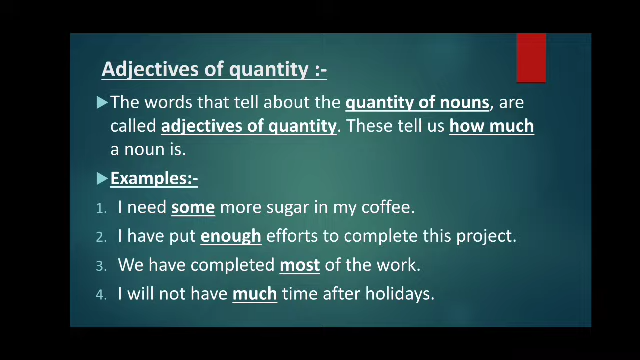 Adjectives of quantity :-
The words that tell about the quantity of nouns, are
called adjectives of quantity. These tell us how much
a noun is.
Examples:-
1. I need some more sugar in my coffee.
2. I have put enough efforts to complete this project.
3. We have completed most of the work.
4. I will not have much time after holidays.